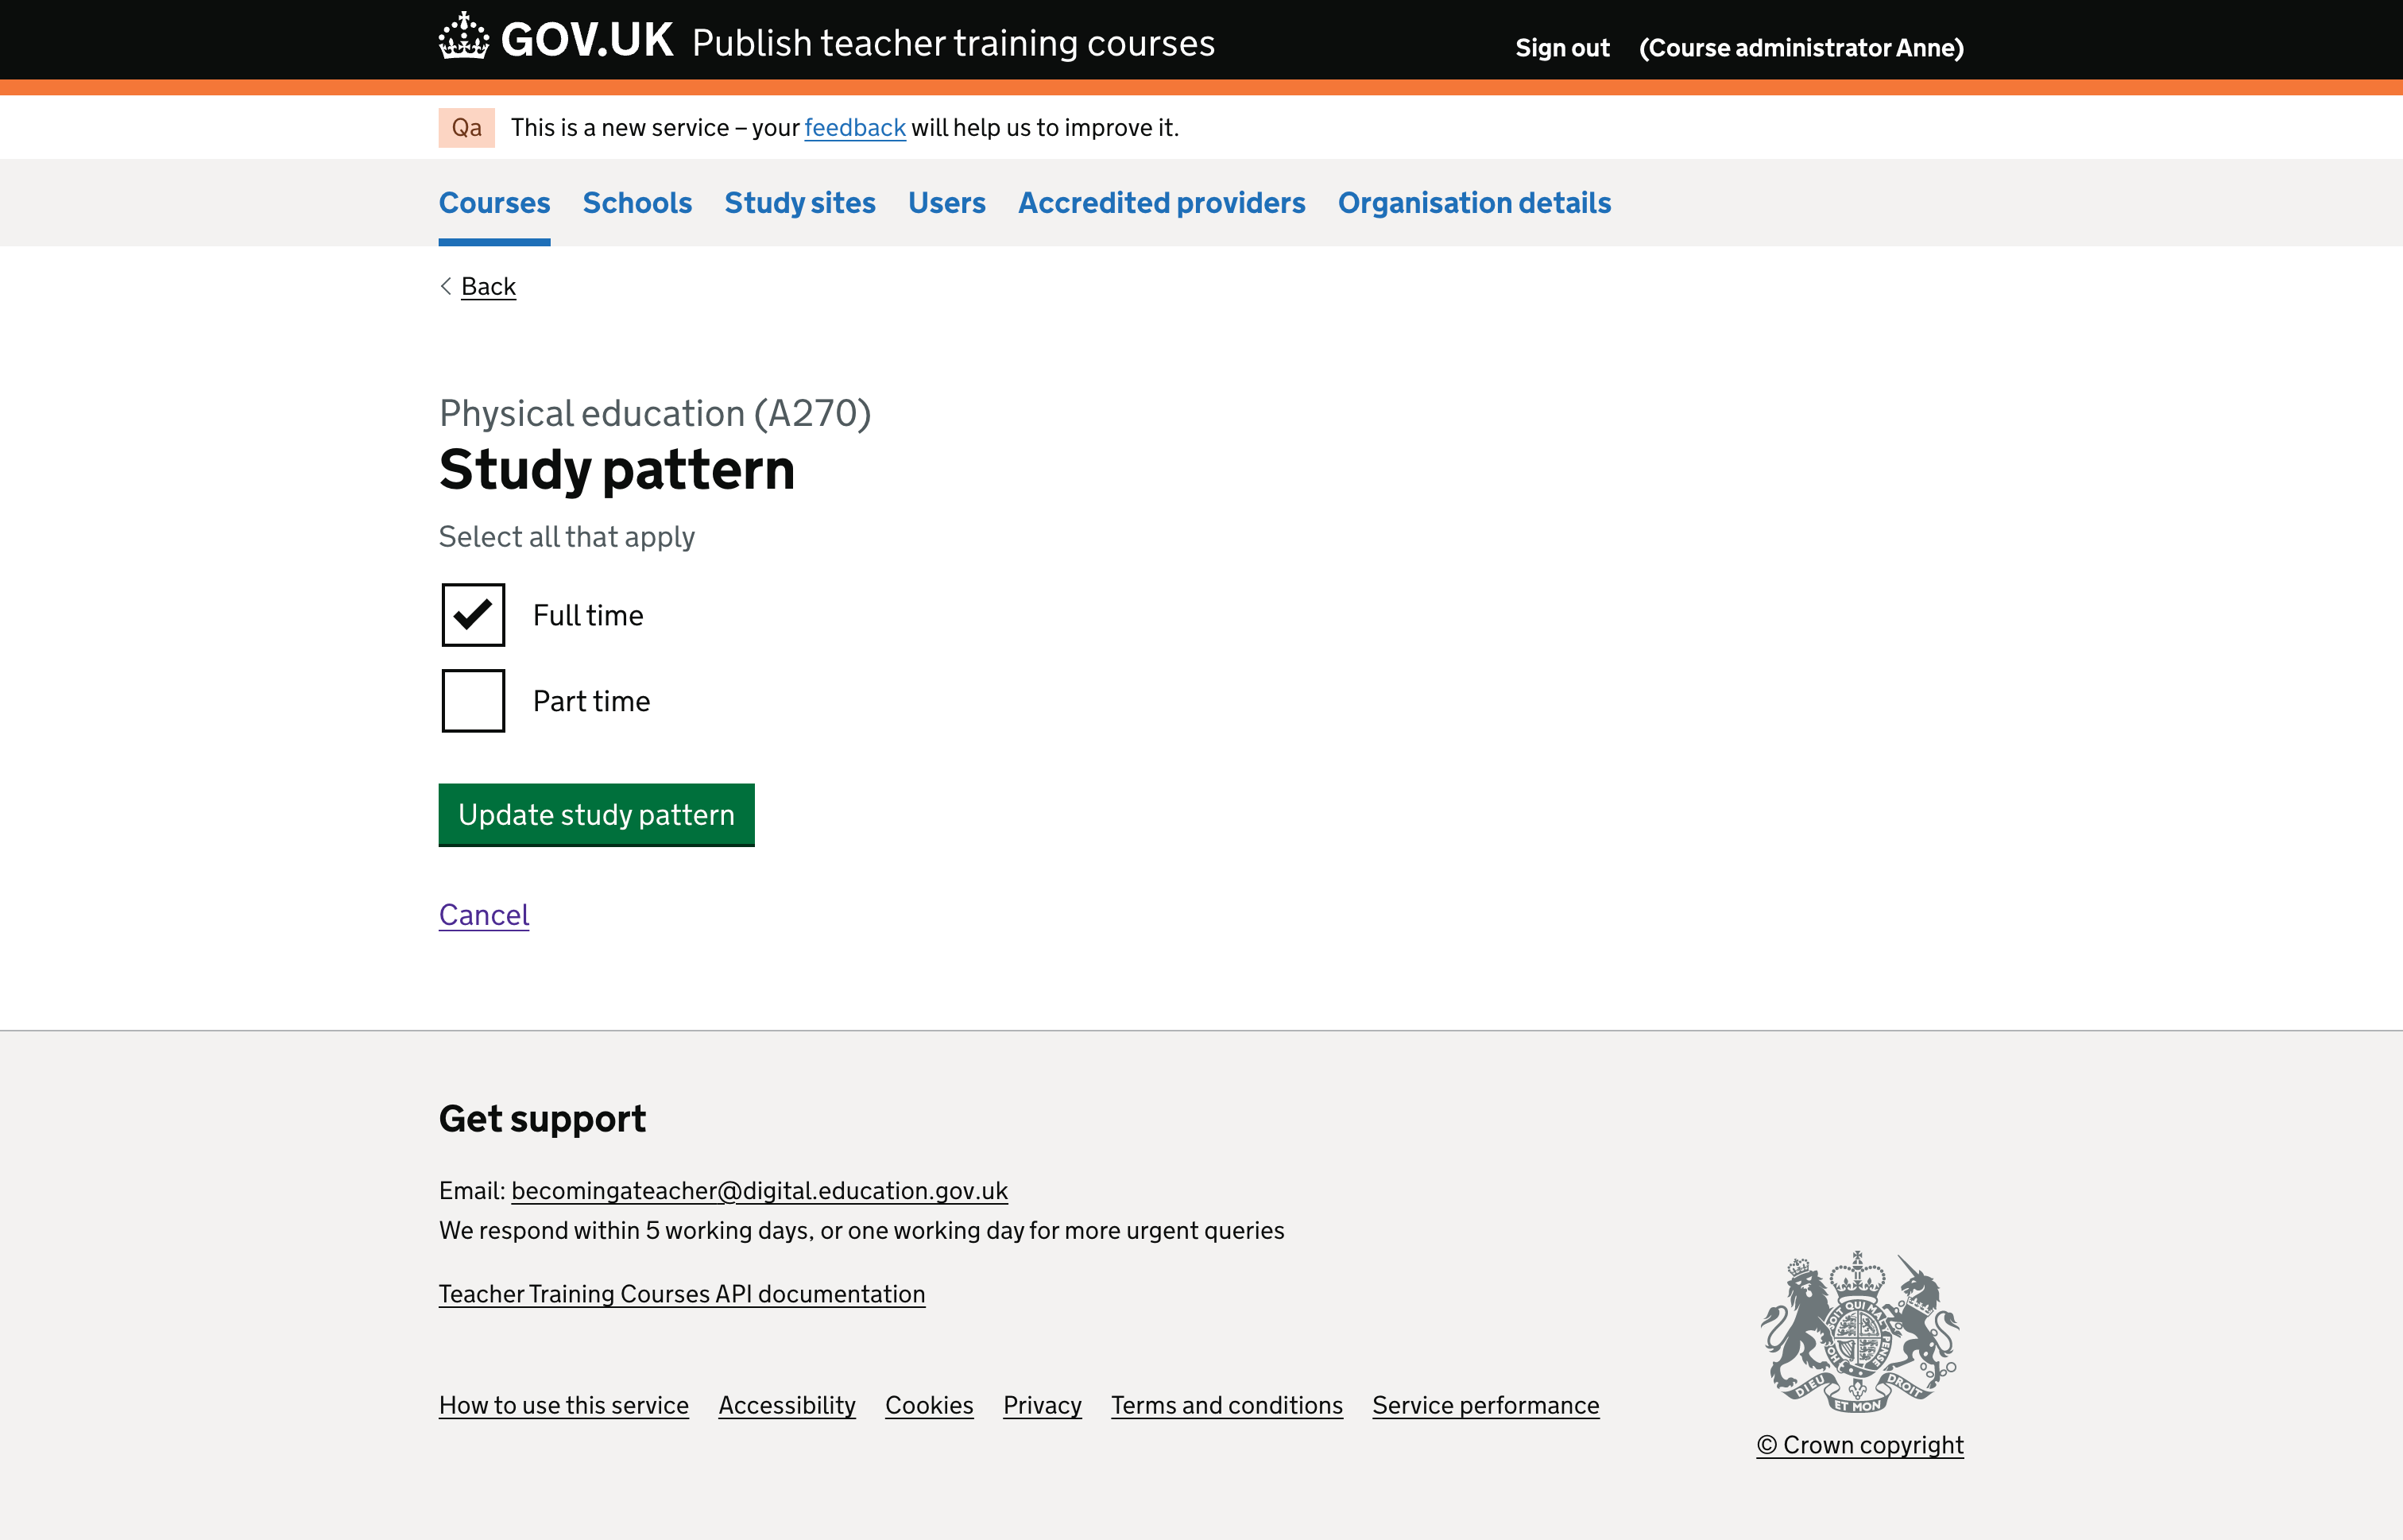 GOV.UK Publish teacher training courses
Sign out (Course administrator Anne)
Qa This is a new service – your feedback will help us to improve it.
Courses Schools Study sites Users Accredited providers Organisation details
Back
Physical education (A270)
Study pattern
Select all that apply
Full time
Part time
Update study pattern
Cancel
Get support
Email: becomingateacher@digital.education.gov.uk
We respond within 5 working days, or one working day for more urgent queries
Teacher Training Courses API documentation
How to use this service Accessibility Cookies Privacy Terms and conditions Service performance
DIEU ET MON DROIT
© Crown copyright